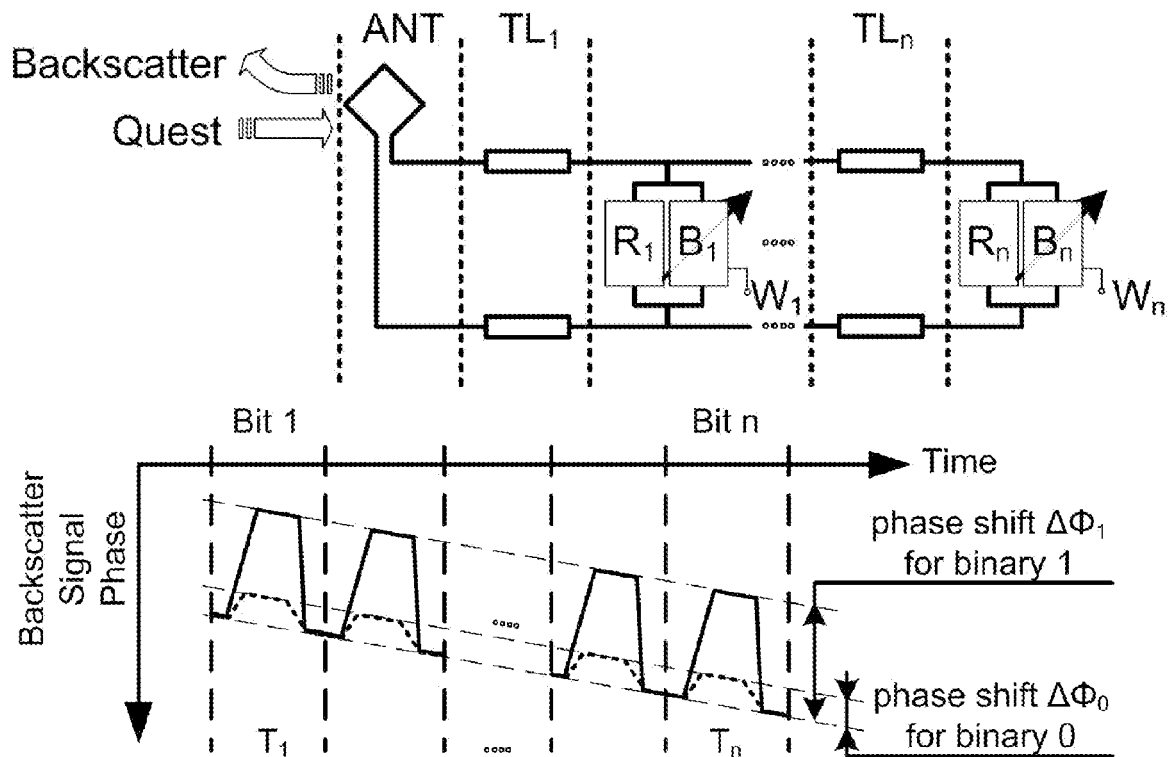 ANT TL₁ TLₙ
Backscatter
Quest
R₁ B₁ Rₙ Bₙ
W₁ Wₙ
Bit 1 Bit n
Time
Backscatter
Signal
Phase
phase shift ΔΦ₁
for binary 1
phase shift ΔΦ₀
for binary 0
T₁ Tₙ